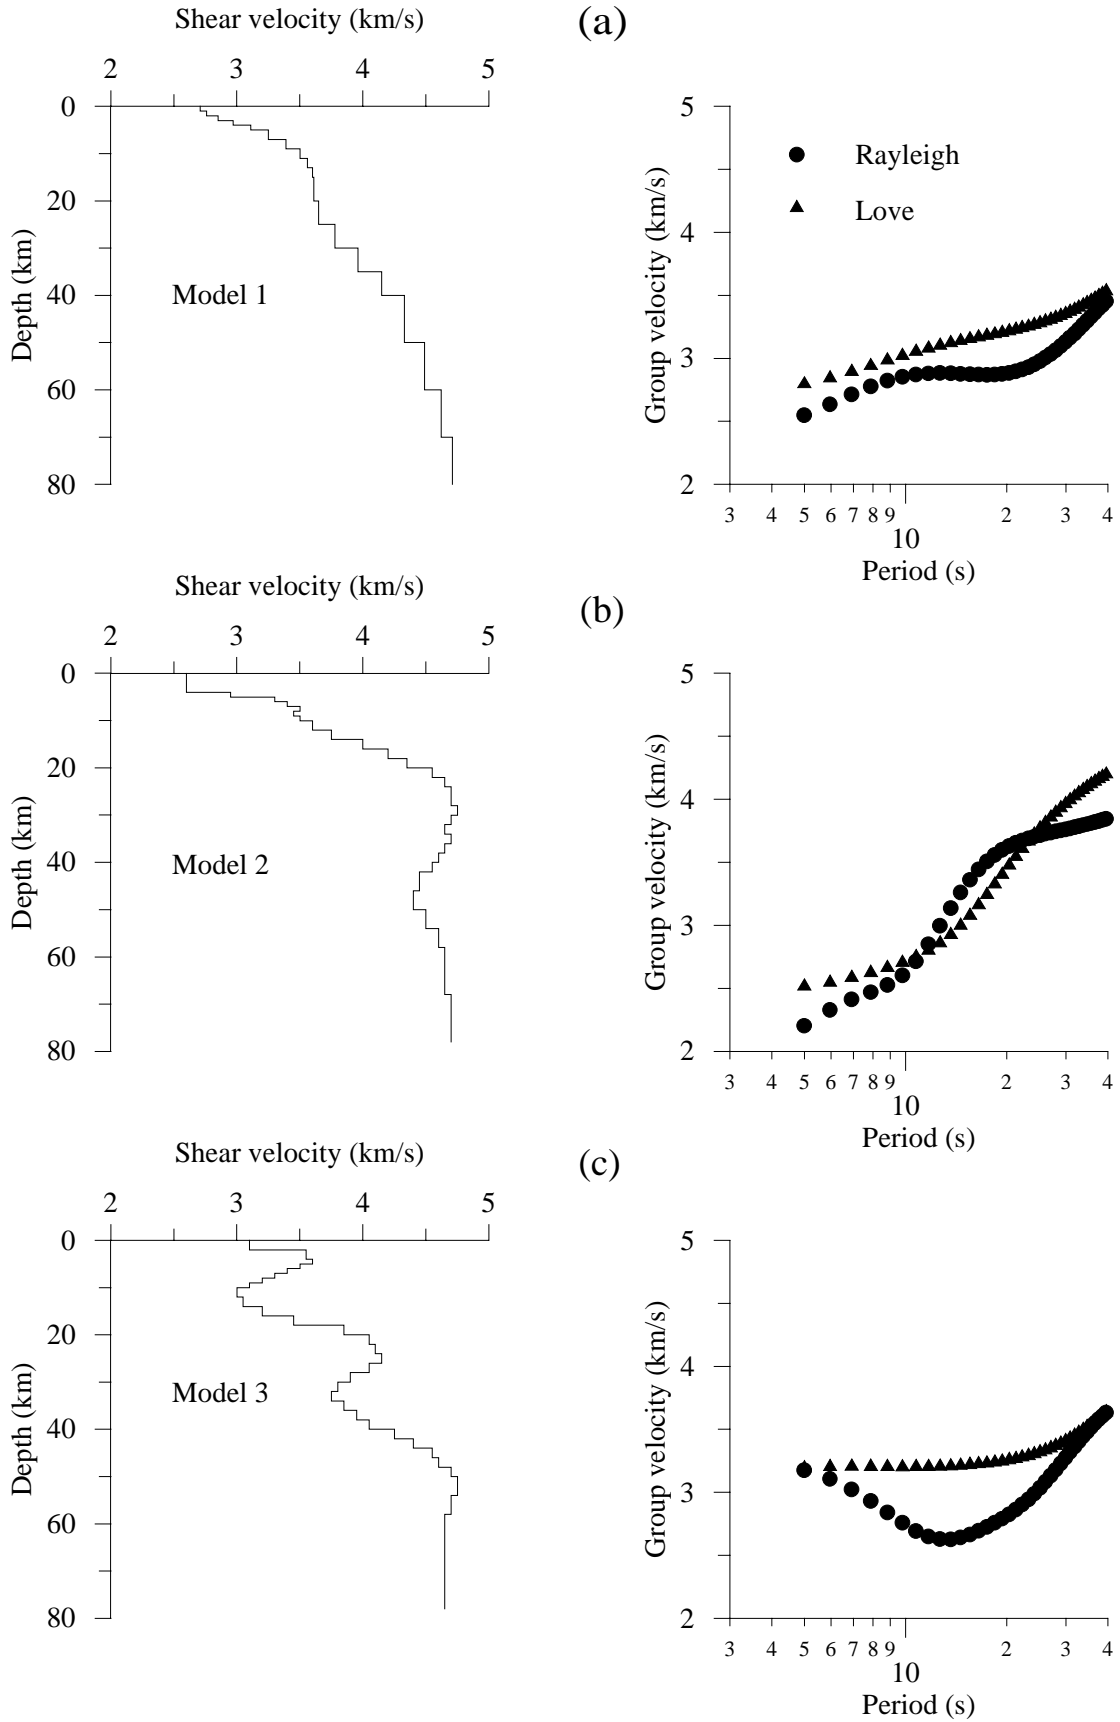 Shear velocity (km/s)
(a)
2 3 4 5
0
20
40
60
80
Depth (km)
Model 1
5
4
3
2
Group velocity (km/s)
Rayleigh
Love
3 4 5 6 7 8 9 2 3 4
10
Period (s)
Shear velocity (km/s)
(b)
2 3 4 5
0
20
40
60
80
Depth (km)
Model 2
5
4
3
2
Group velocity (km/s)
3 4 5 6 7 8 9 2 3 4
10
Period (s)
Shear velocity (km/s)
(c)
2 3 4 5
0
20
40
60
80
Depth (km)
Model 3
5
4
3
2
Group velocity (km/s)
3 4 5 6 7 8 9 2 3 4
10
Period (s)